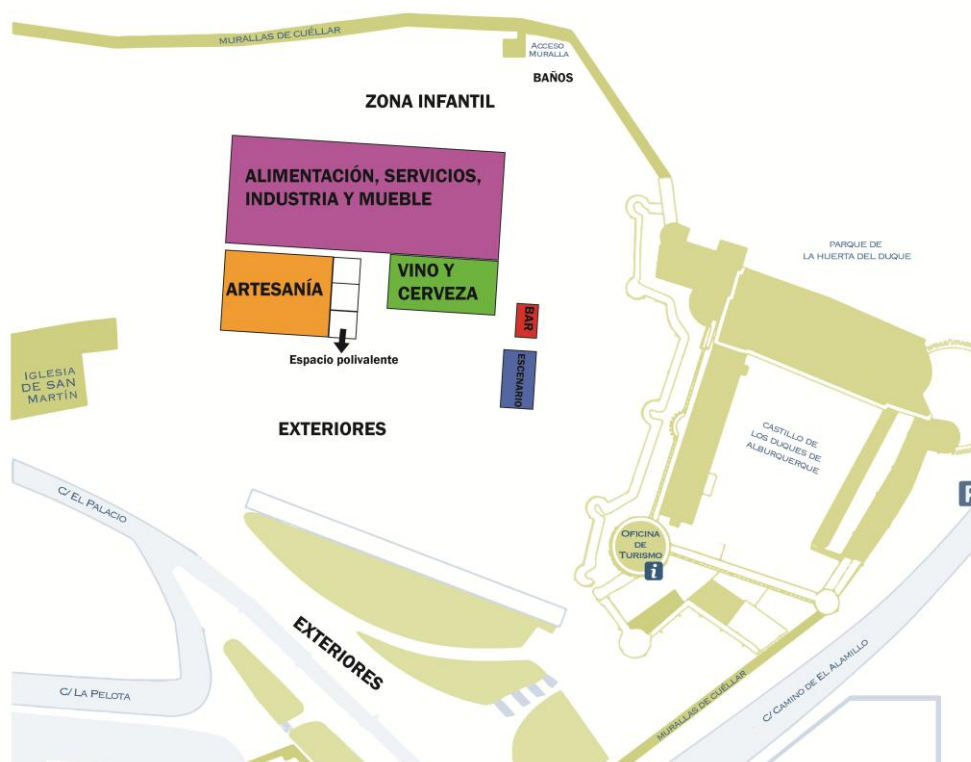 MURALLAS DE CUÉLLAR
ACCESO
MURALLA
BAÑOS
ZONA INFANTIL
ALIMENTACIÓN, SERVICIOS,
INDUSTRIA Y MUEBLE
PARQUE DE
LA HUERTA DEL DUQUE
ARTESANÍA
VINO Y
CERVEZA
BAR
Espacio polivalente
ESCENARIO
IGLESIA
DE SAN
MARTÍN
EXTERIORES
CASTILLO DE
LOS DUQUES DE
ALBURQUERQUE
C/ EL PALACIO
P
OFICINA
DE
TURISMO
i
EXTERIORES
C/ LA PELOTA
MURALLAS DE CUÉLLAR
C/ CAMINO DE EL ALAMILLO